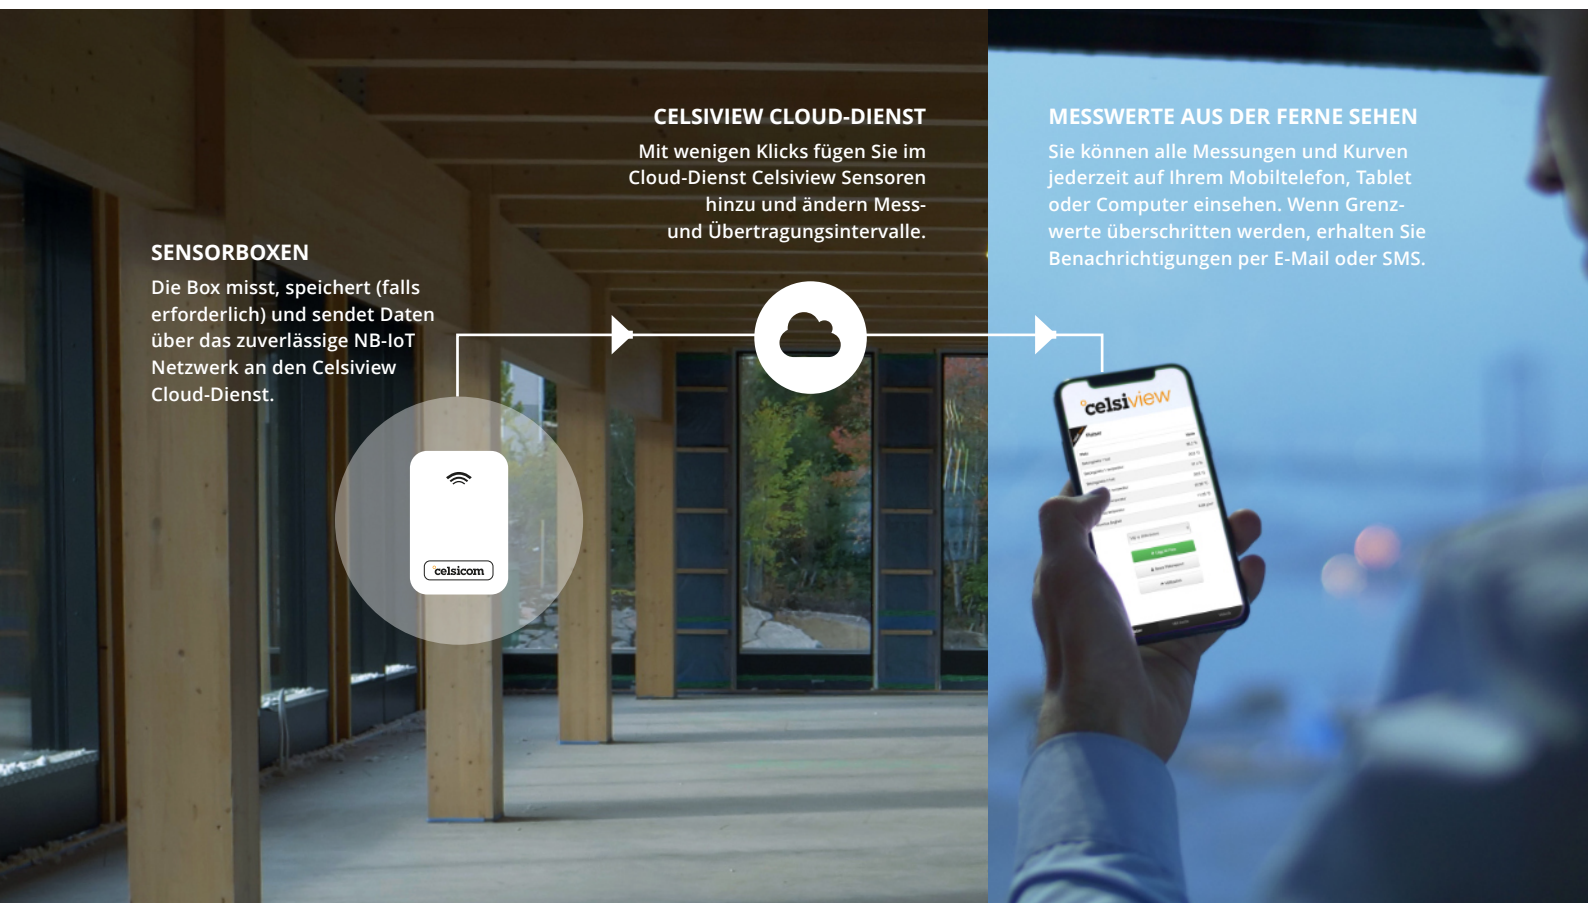 CELSIVIEW CLOUD-DIENST
Mit wenigen Klicks fügen Sie im
Cloud-Dienst Celsiview Sensoren
hinzu und ändern Mess-
und Übertragungsintervalle.
MESSWERTE AUS DER FERNE SEHEN
Sie können alle Messungen und Kurven
jederzeit auf Ihrem Mobiltelefon, Tablet
oder Computer einsehen. Wenn Grenz-
werte überschritten werden, erhalten Sie
Benachrichtigungen per E-Mail oder SMS.
SENSORBOXEN
Die Box misst, speichert (falls
erforderlich) und sendet Daten
über das zuverlässige NB-IoT
Netzwerk an den Celsiview
Cloud-Dienst.
°celsicom
°celsiview